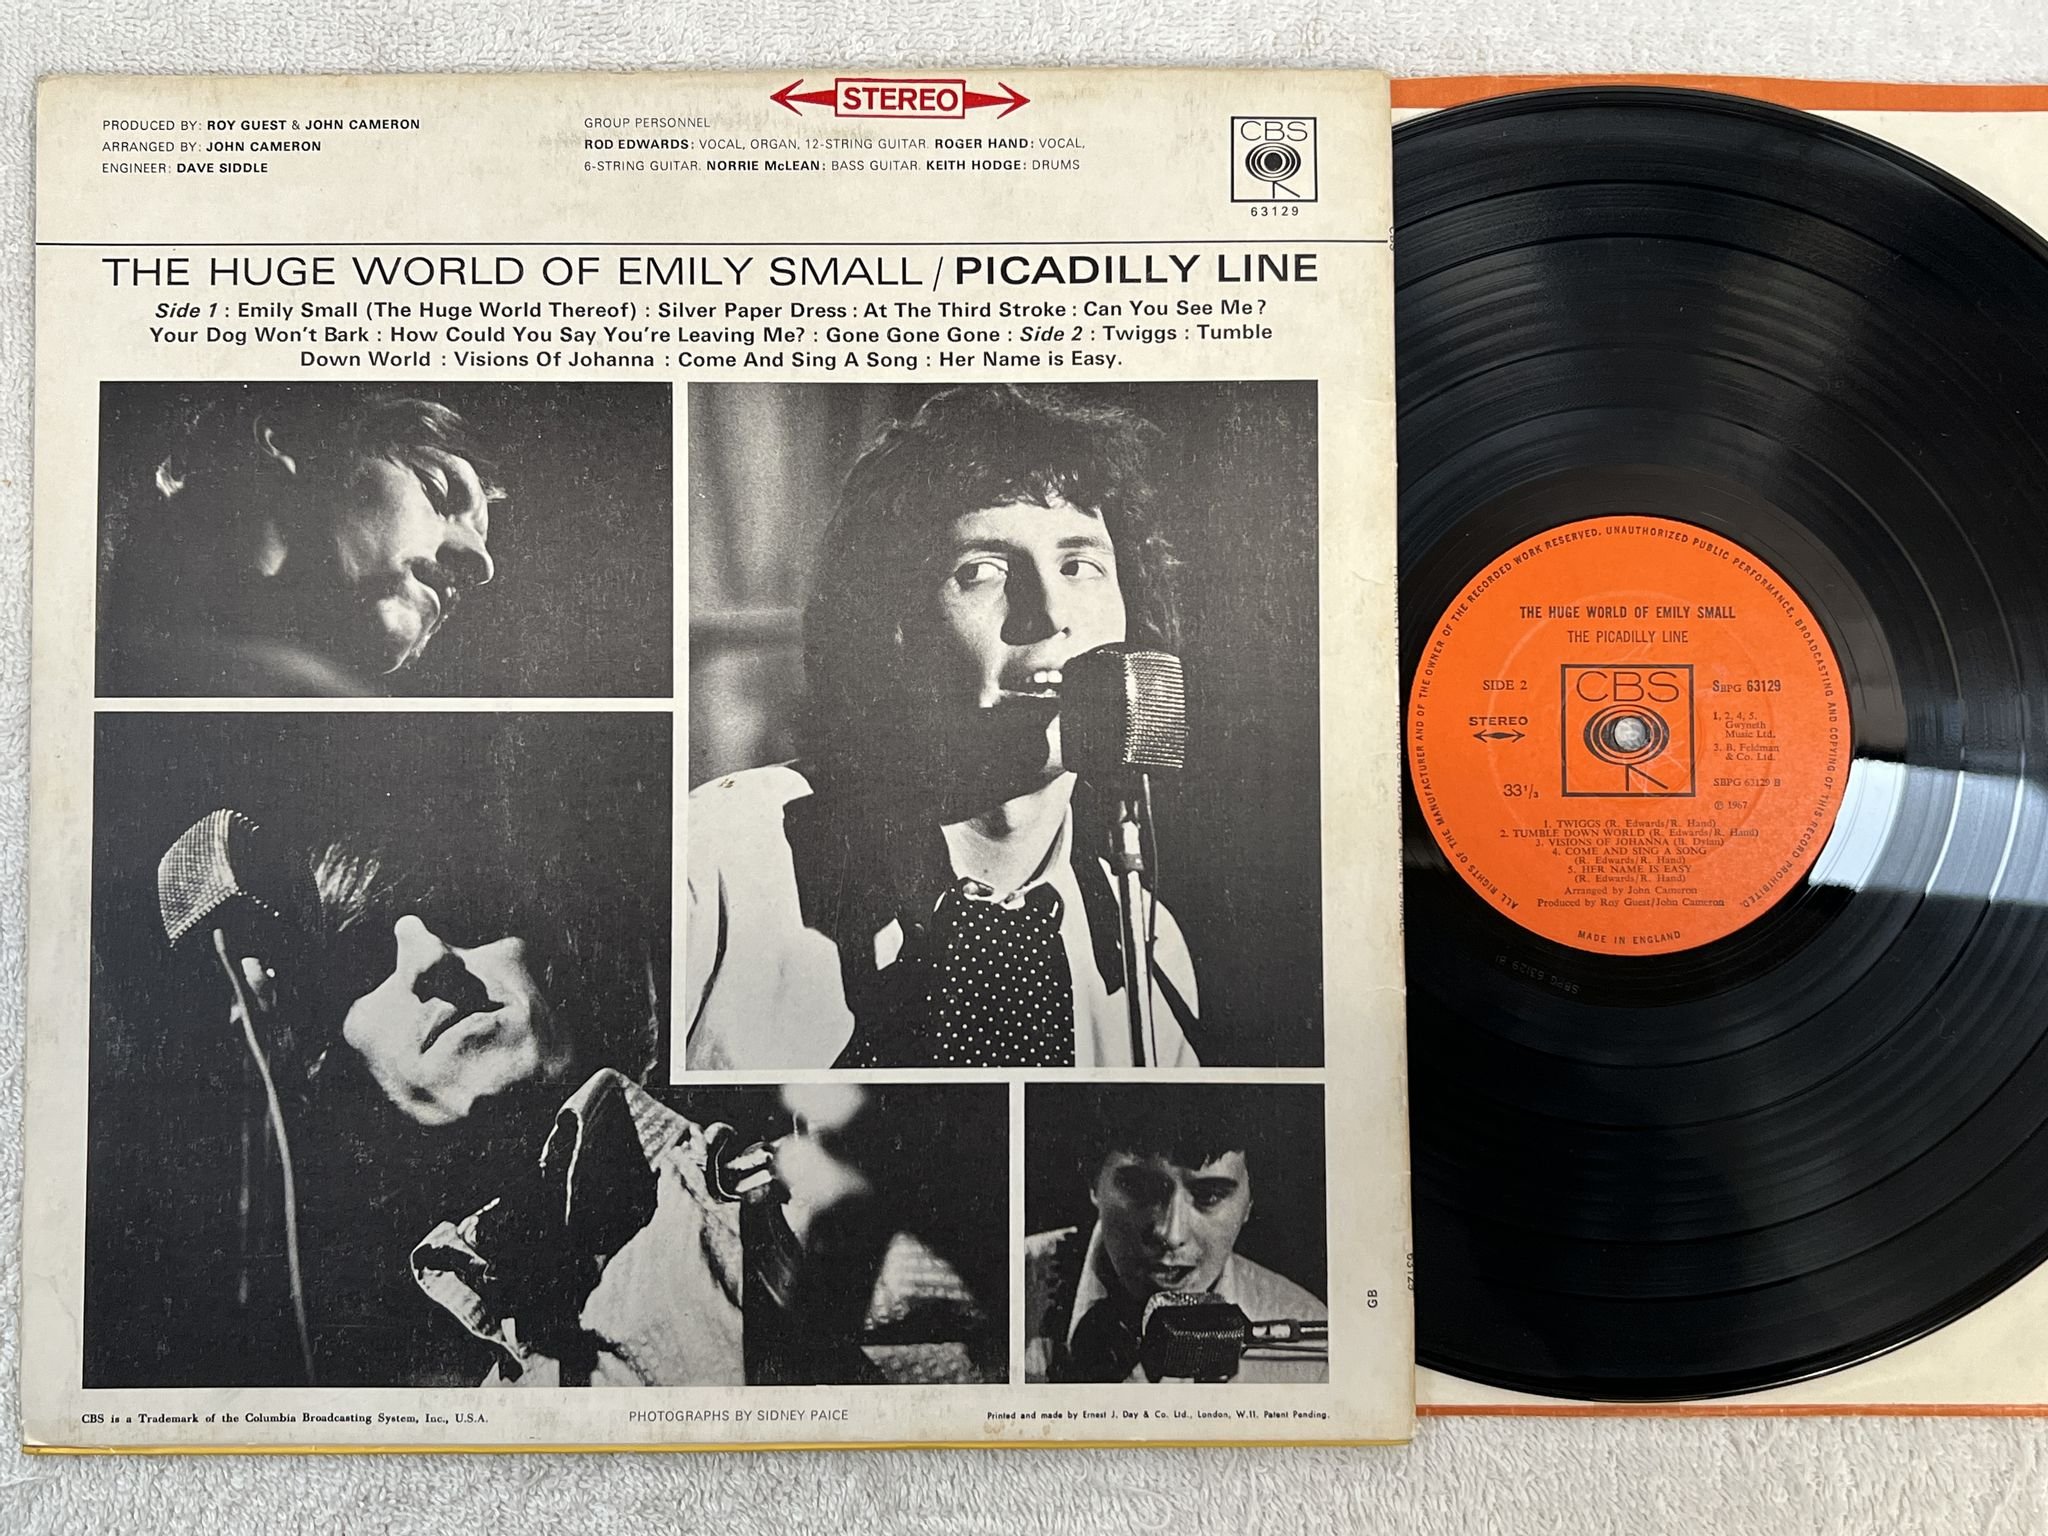 STEREO
PRODUCED BY: ROY GUEST & JOHN CAMERON
ARRANGED BY: JOHN CAMERON
ENGINEER: DAVE SIDDLE
GROUP PERSONNEL
ROD EDWARDS: VOCAL, ORGAN, 12-STRING GUITAR. ROGER HAND: VOCAL,
6-STRING GUITAR. NORRIE McLEAN: BASS GUITAR. KEITH HODGE: DRUMS
CBS
63129
THE HUGE WORLD OF EMILY SMALL / PICADILLY LINE
Side 1 : Emily Small (The Huge World Thereof) : Silver Paper Dress : At The Third Stroke : Can You See Me?
Your Dog Won't Bark : How Could You Say You're Leaving Me? : Gone Gone Gone : Side 2 : Twiggs : Tumble
Down World : Visions Of Johanna : Come And Sing A Song : Her Name is Easy.
GB
CBS is a Trademark of the Columbia Broadcasting System, Inc., U.S.A.
PHOTOGRAPHS BY SIDNEY PAICE
Printed and made by Ernest J. Day & Co. Ltd., London, W.11. Patent Pending.
CBS
63129
ALL RIGHTS OF THE MANUFACTURER AND OF THE OWNER OF THE RECORDED WORK RESERVED. UNAUTHORIZED PUBLIC PERFORMANCE, BROADCASTING AND COPYING OF THIS RECORD PROHIBITED.
THE HUGE WORLD OF EMILY SMALL
THE PICADILLY LINE
CBS
SIDE 2
STEREO
33 1/3
SBPG 63129
1, 2, 4, 5.
Gwyneth
Music Ltd.
3. B. Feldman
& Co. Ltd.
SBPG 63129 B
℗ 1967
1. TWIGGS (R. Edwards/R. Hand)
2. TUMBLE DOWN WORLD (R. Edwards/R. Hand)
3. VISIONS OF JOHANNA (B. Dylan)
4. COME AND SING A SONG
(R. Edwards/R. Hand)
5. HER NAME IS EASY
(R. Edwards/R. Hand)
Arranged by John Cameron
Produced by Roy Guest/John Cameron
MADE IN ENGLAND
SBPG 63129 B1